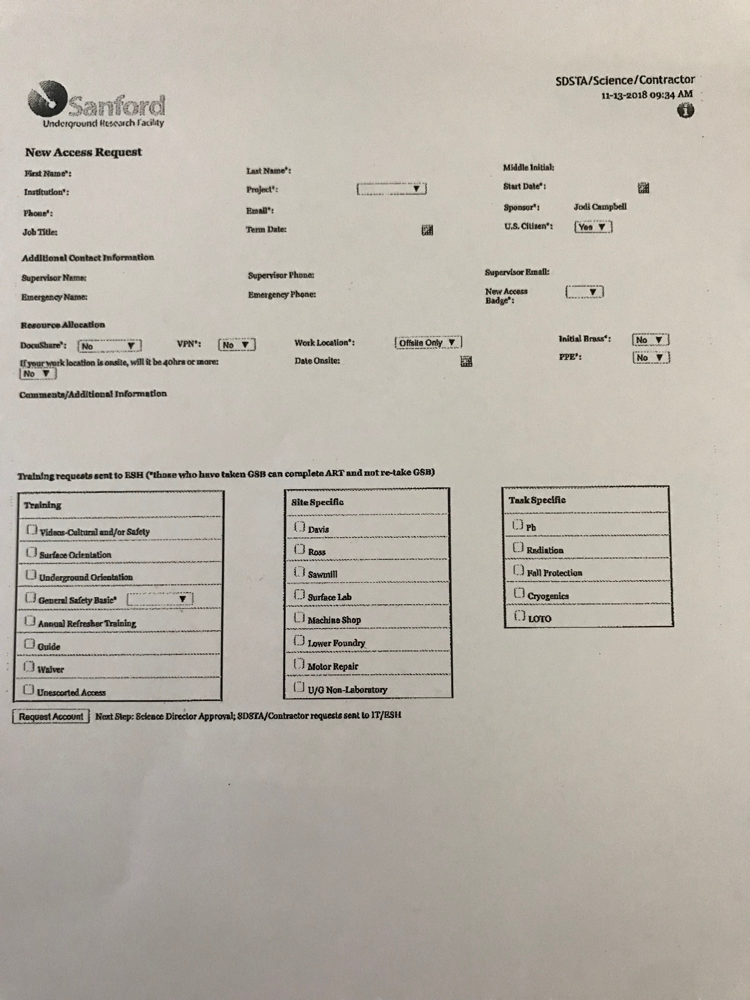 SDSTA/Science/Contractor
11-13-2018 09:34 AM
Sanford
Underground Research Facility
New Access Request
First Name*: Last Name*: Middle Initial:
Institution*: Project*: Start Date*:
Phone*: Email*: Sponsor*: Jodi Campbell
Job Title: Term Date: U.S. Citizen*: Yes
Additional Contact Information
Supervisor Name: Supervisor Phone: Supervisor Email:
Emergency Name: Emergency Phone: New Access Badge*:
Resource Allocation
DocuShare*: No VPN*: No Work Location*: Offsite Only Initial Brass*: No
If your work location is onsite, will it be 40hrs or more: Date Onsite: PPE*: No
No
Comments/Additional Information
Training requests sent to ESH (*those who have taken GSB can complete ART and not re-take GSB)
Training
Videos-Cultural and/or Safety
Surface Orientation
Underground Orientation
General Safety Basic*
Annual Refresher Training
Guide
Waiver
Unescorted Access
Site Specific
Davis
Ross
Sawmill
Surface Lab
Machine Shop
Lower Foundry
Motor Repair
U/G Non-Laboratory
Task Specific
Pb
Radiation
Fall Protection
Cryogenics
LOTO
Request Account Next Step: Science Director Approval; SDSTA/Contractor requests sent to IT/ESH